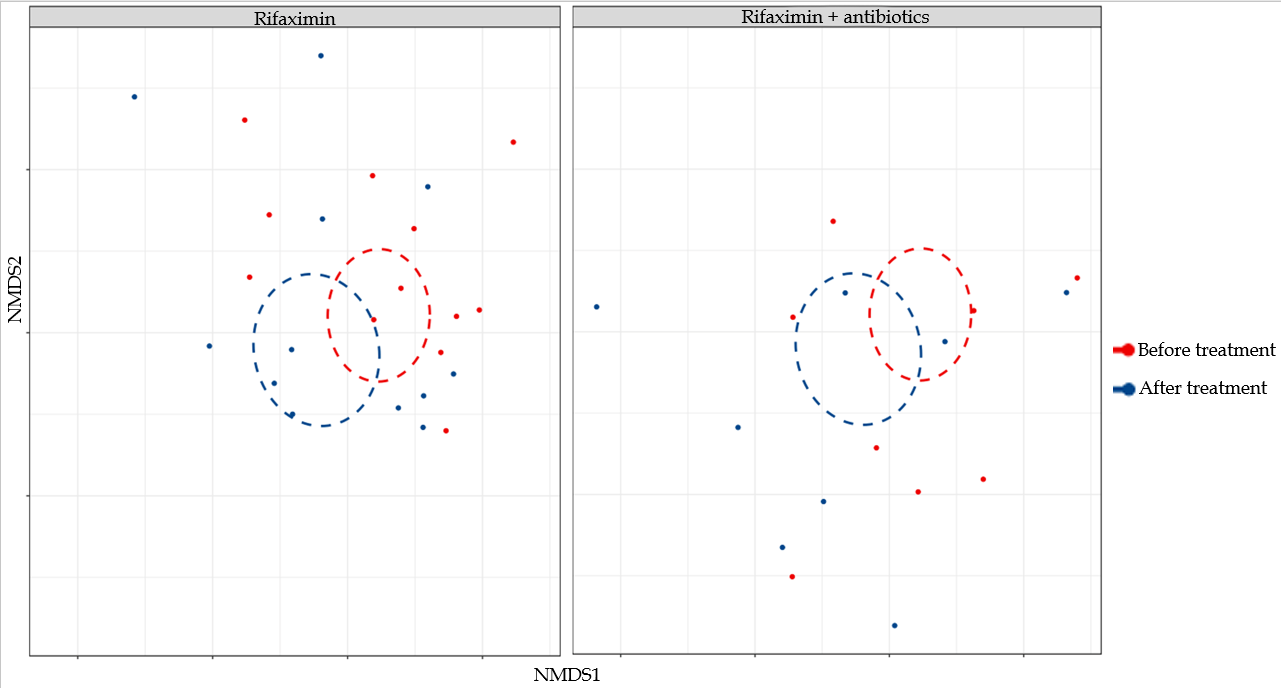 Rifaximin
Rifaximin + antibiotics
NMDS2
Before treatment
After treatment
NMDS1